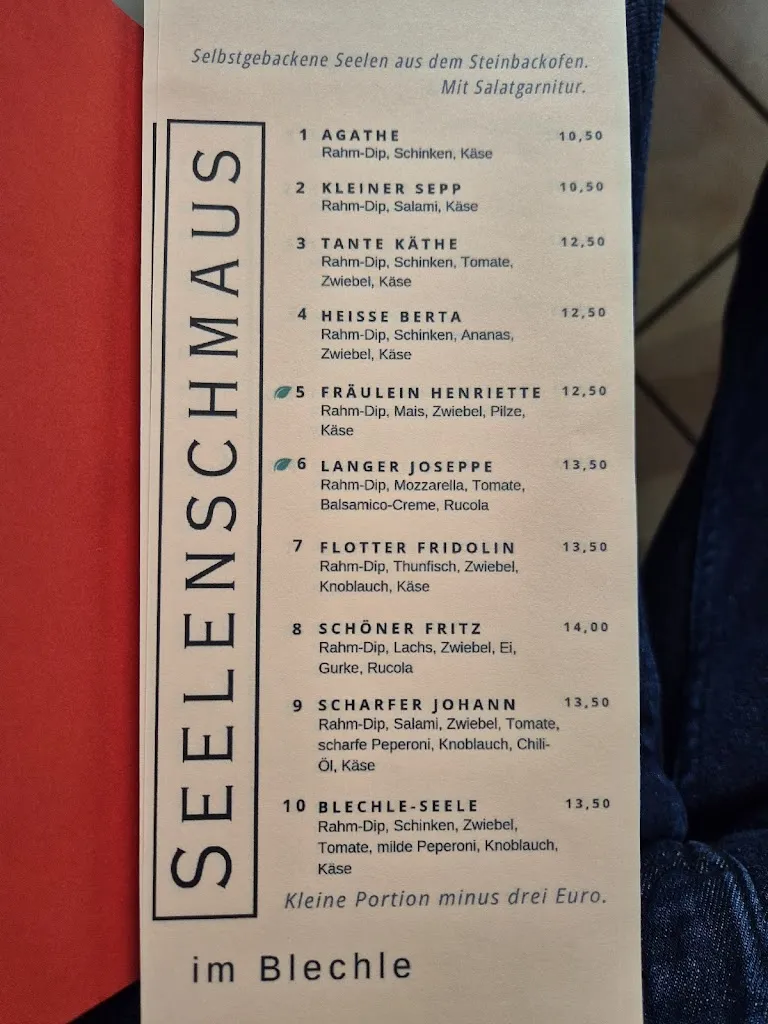 Selbstgebackene Seelen aus dem Steinbackofen.
Mit Salatgarnitur.
SEELENSCHMAUS
1 AGATHE 10,50
Rahm-Dip, Schinken, Käse
2 KLEINER SEPP 10,50
Rahm-Dip, Salami, Käse
3 TANTE KÄTHE 12,50
Rahm-Dip, Schinken, Tomate,
Zwiebel, Käse
4 HEISSE BERTA 12,50
Rahm-Dip, Schinken, Ananas,
Zwiebel, Käse
5 FRÄULEIN HENRIETTE 12,50
Rahm-Dip, Mais, Zwiebel, Pilze,
Käse
6 LANGER JOSEPPE 13,50
Rahm-Dip, Mozzarella, Tomate,
Balsamico-Creme, Rucola
7 FLOTTER FRIDOLIN 13,50
Rahm-Dip, Thunfisch, Zwiebel,
Knoblauch, Käse
8 SCHÖNER FRITZ 14,00
Rahm-Dip, Lachs, Zwiebel, Ei,
Gurke, Rucola
9 SCHARFER JOHANN 13,50
Rahm-Dip, Salami, Zwiebel, Tomate,
scharfe Peperoni, Knoblauch, Chili-
Öl, Käse
10 BLECHLE-SEELE 13,50
Rahm-Dip, Schinken, Zwiebel,
Tomate, milde Peperoni, Knoblauch,
Käse
Kleine Portion minus drei Euro.
im Blechle